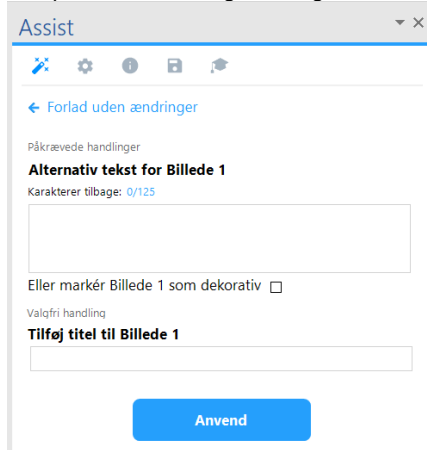 Assist
Forlad uden ændringer
Påkrævede handlinger
Alternativ tekst for Billede 1
Karakterer tilbage: 0/125
Eller markér Billede 1 som dekorativ
Valgfri handling
Tilføj titel til Billede 1
Anvend